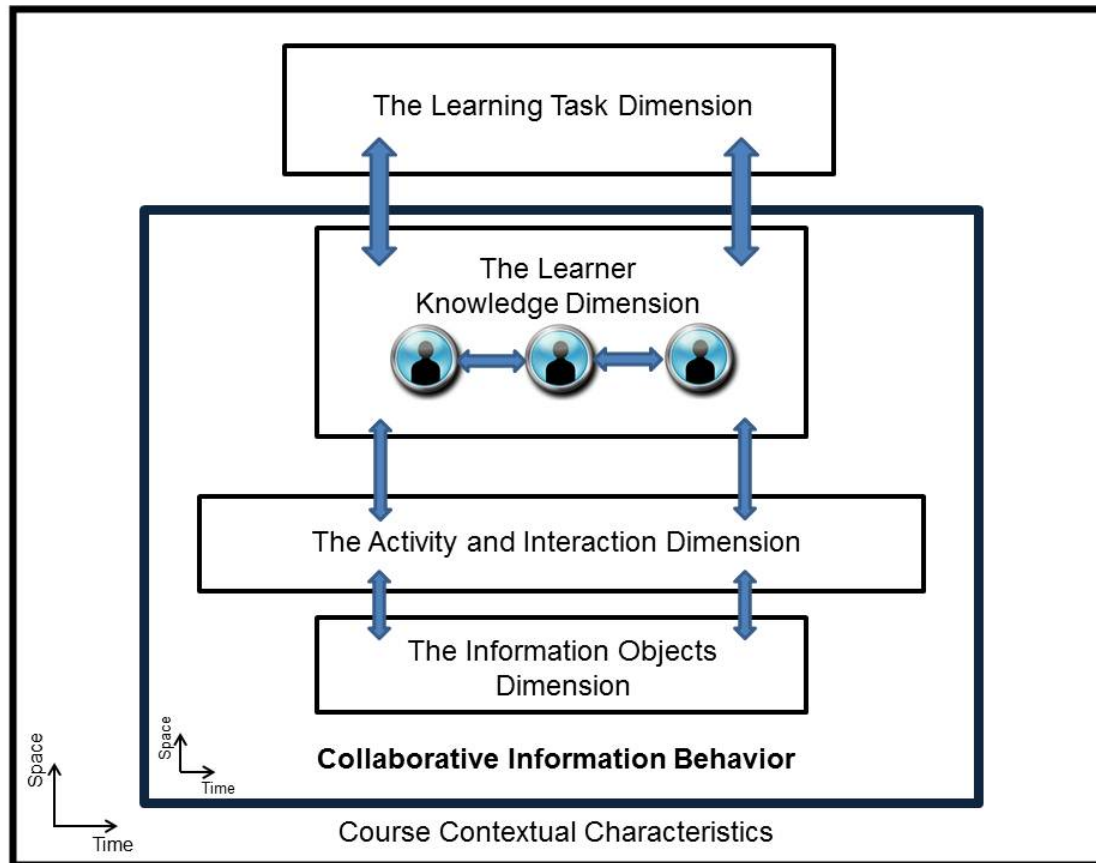 The Learning Task Dimension
The Learner
Knowledge Dimension
The Activity and Interaction Dimension
The Information Objects
Dimension
Space
Time
Collaborative Information Behavior
Space
Time
Course Contextual Characteristics